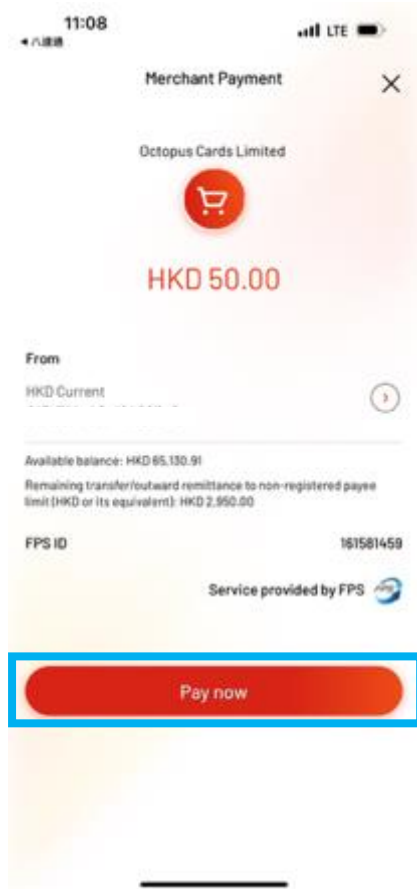 11:08
LTE
◀八達通
Merchant Payment
Octopus Cards Limited
HKD 50.00
From
HKD Current
Available balance: HKD 65,130.91
Remaining transfer/outward remittance to non-registered payee
limit (HKD or its equivalent): HKD 2,950.00
FPS ID 161581459
Service provided by FPS
Pay now